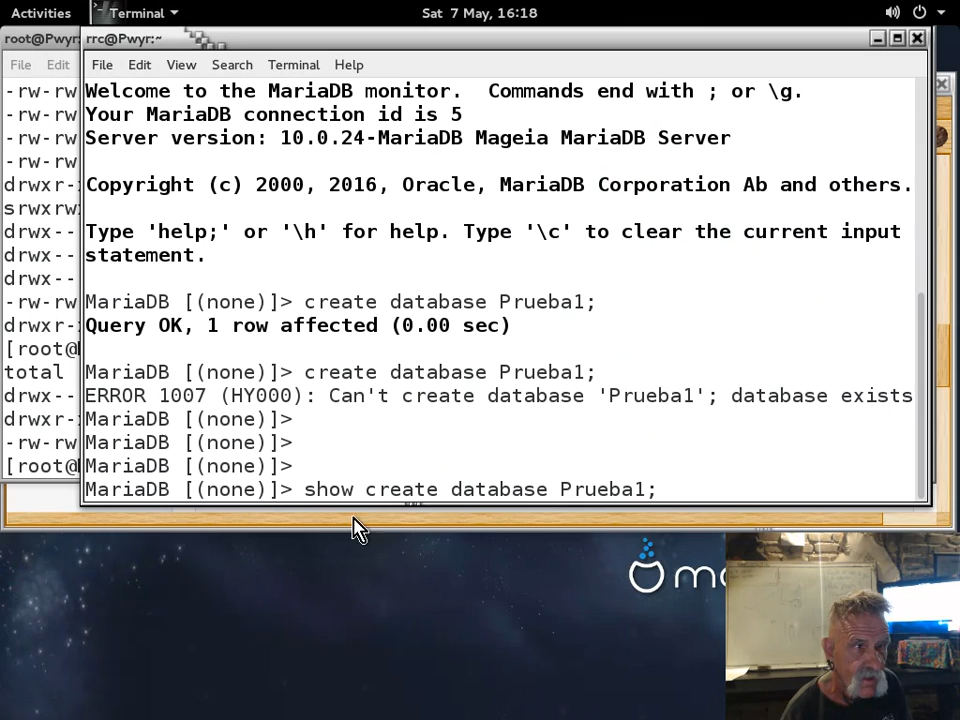 Activities
Terminal
Sat 7 May, 16:18
root@Pwyr:
rrc@Pwyr:~
File Edit
File Edit View Search Terminal Help
-rw-rw
-rw-rw
-rw-rw
-rw-rw
drwxr-x
srwxrwx
drwx--
drwx--
drwx--
-rw-rw
drwxr-x
[root@
total
drwx--
drwxr-x
-rw-rw
[root@
Welcome to the MariaDB monitor.  Commands end with ; or \g.
Your MariaDB connection id is 5
Server version: 10.0.24-MariaDB Mageia MariaDB Server
Copyright (c) 2000, 2016, Oracle, MariaDB Corporation Ab and others.
Type 'help;' or '\h' for help. Type '\c' to clear the current input
statement.
MariaDB [(none)]> create database Prueba1;
Query OK, 1 row affected (0.00 sec)
MariaDB [(none)]> create database Prueba1;
ERROR 1007 (HY000): Can't create database 'Prueba1'; database exists
MariaDB [(none)]>
MariaDB [(none)]>
MariaDB [(none)]>
MariaDB [(none)]> show create database Prueba1;